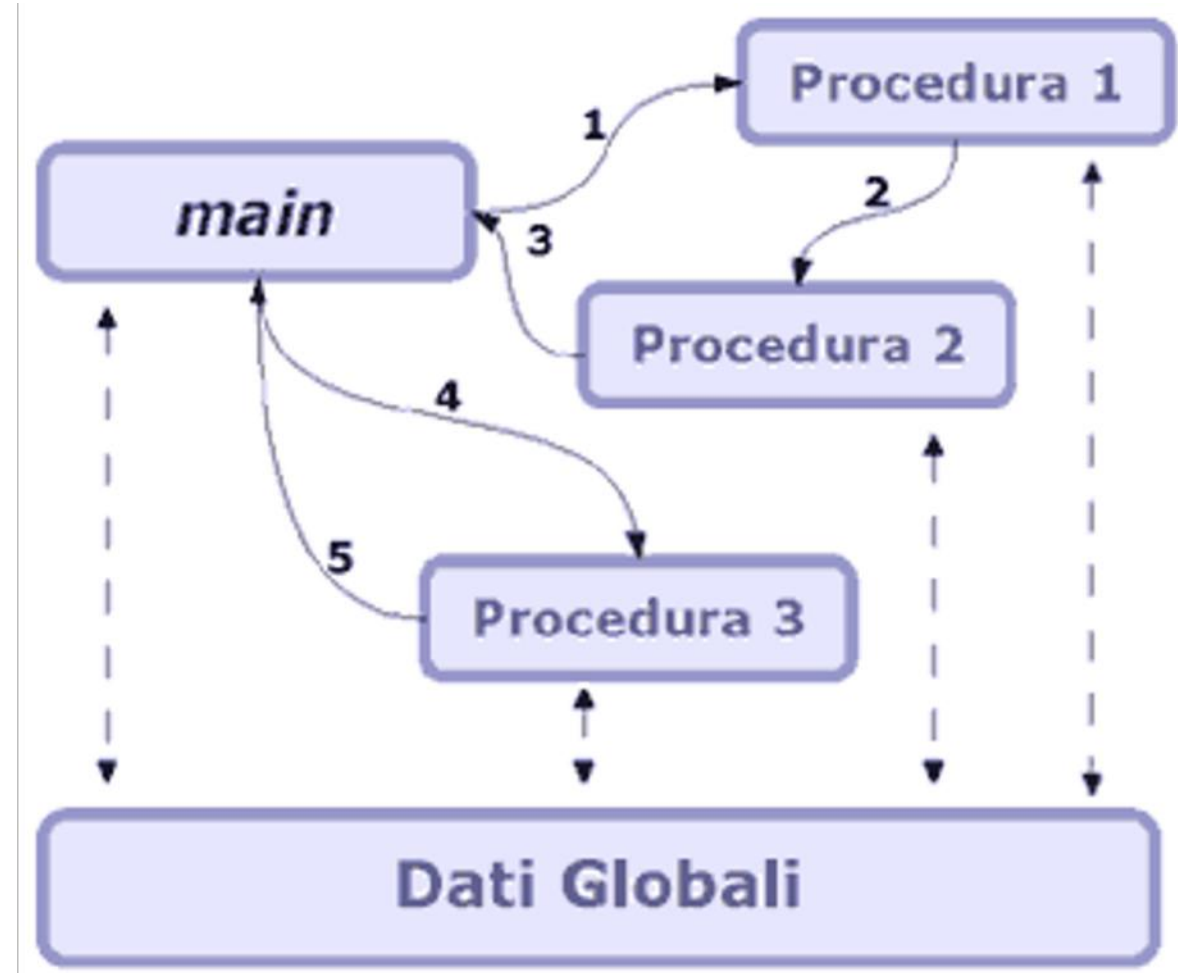 Procedura 1
1
main
2
3
Procedura 2
4
5
Procedura 3
Dati Globali